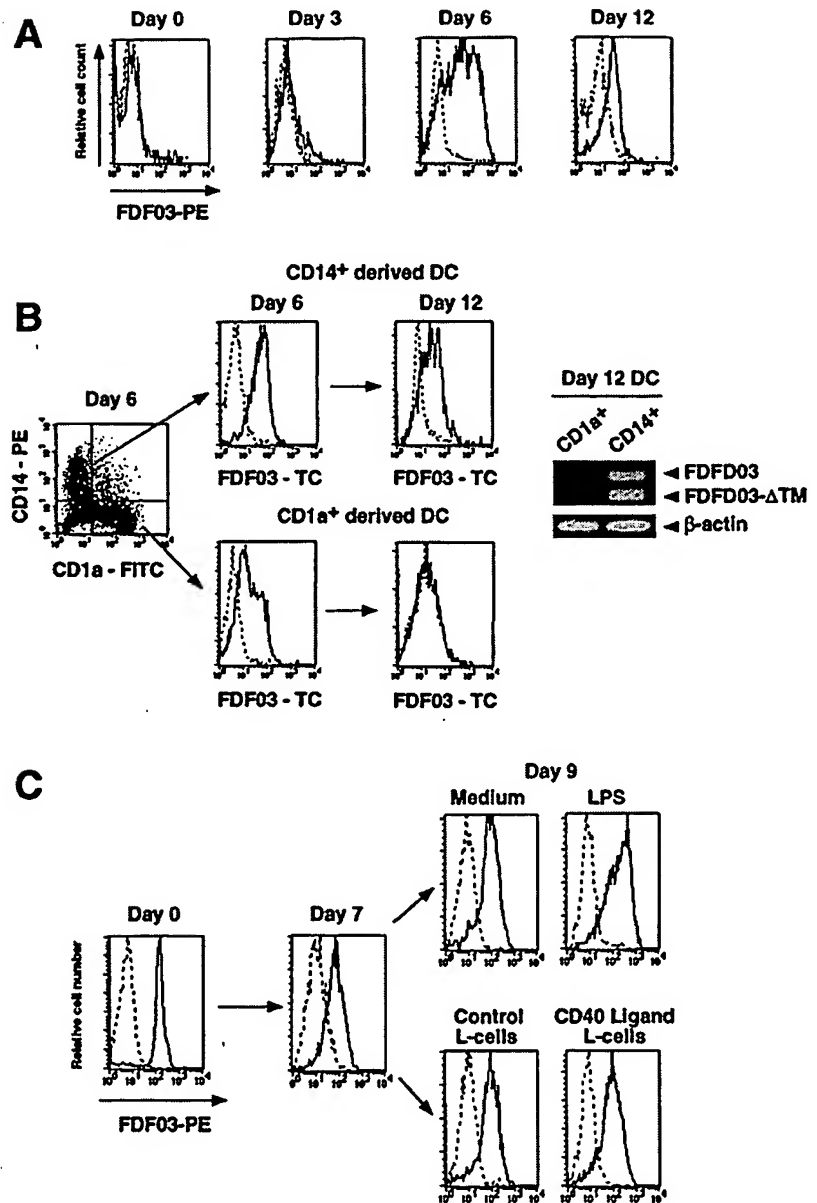 A
Day 0
Day 3
Day 6
Day 12
Relative cell count
FDF03-PE
B
CD14+ derived DC
Day 6
Day 12
Day 6
CD14 - PE
CD1a - FITC
FDF03 - TC
FDF03 - TC
CD1a+ derived DC
FDF03 - TC
FDF03 - TC
Day 12 DC
CD1a+
CD14+
FDFD03
FDFD03-ΔTM
β-actin
C
Day 9
Medium
LPS
Day 0
Day 7
Relative cell number
FDF03-PE
Control
L-cells
CD40 Ligand
L-cells